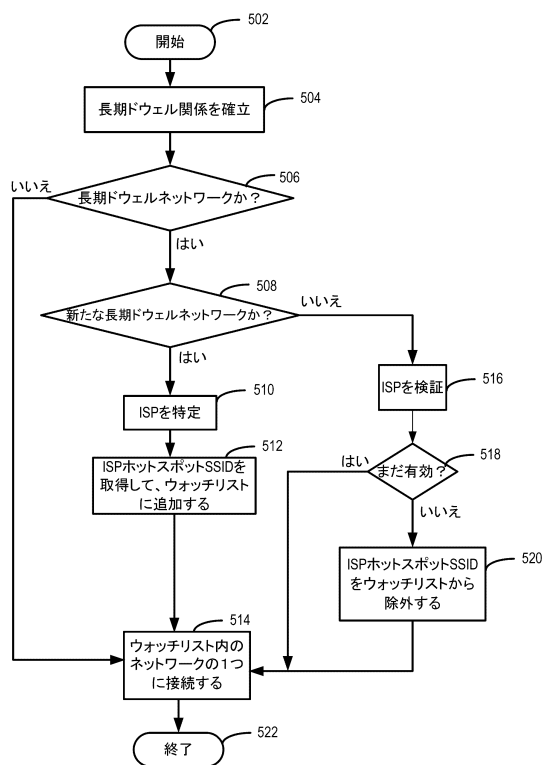 502
開始
504
長期ドウェル関係を確立
506
いいえ
長期ドウェルネットワークか？
はい
508
いいえ
新たな長期ドウェルネットワークか？
はい
516
ISPを検証
510
ISPを特定
512
ISPホットスポットSSIDを
取得して、ウォッチリスト
に追加する
518
はい
まだ有効？
いいえ
520
ISPホットスポットSSID
をウォッチリストから
除外する
514
ウォッチリスト内の
ネットワークの１つ
に接続する
522
終了